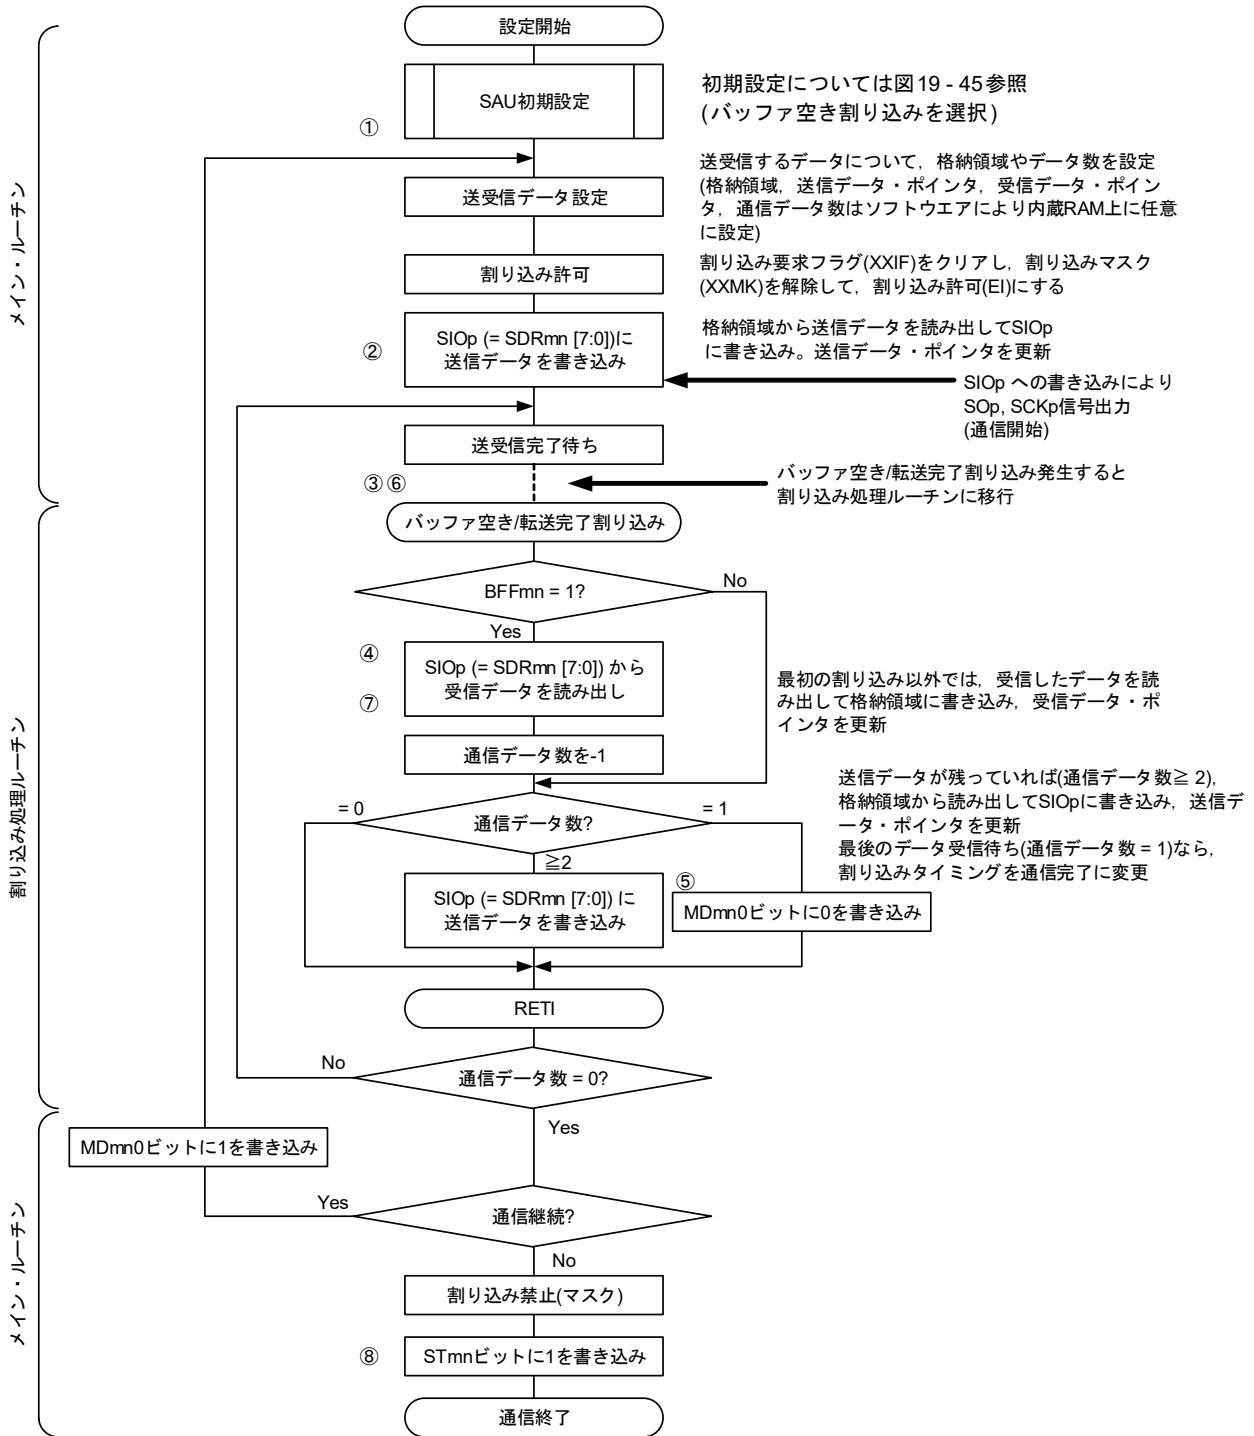 設定開始
SAU初期設定
初期設定については図19 - 45参照
(バッファ空き割り込みを選択)
①
メイン・ルーチン
送受信データ設定
送受信するデータについて，格納領域やデータ数を設定
(格納領域，送信データ・ポインタ，受信データ・ポイン
タ，通信データ数はソフトウエアにより内蔵RAM上に任意
に設定)
割り込み許可
割り込み要求フラグ(XXIF)をクリアし，割り込みマスク
(XXMK)を解除して，割り込み許可(EI)にする
②
SIOp (= SDRmn [7:0])に
送信データを書き込み
格納領域から送信データを読み出してSIOp
に書き込み。送信データ・ポインタを更新
SIOp への書き込みにより
SOp, SCKp信号出力
(通信開始)
送受信完了待ち
③⑥
バッファ空き/転送完了割り込み発生すると
割り込み処理ルーチンに移行
バッファ空き/転送完了割り込み
割り込み処理ルーチン
BFFmn = 1?
No
Yes
④
SIOp (= SDRmn [7:0]) から
受信データを読み出し
⑦
最初の割り込み以外では，受信したデータを読
み出して格納領域に書き込み，受信データ・ポ
インタを更新
通信データ数を-1
= 0
通信データ数?
= 1
送信データが残っていれば(通信データ数≧ 2),
格納領域から読み出してSIOpに書き込み，送信デ
ータ・ポインタを更新
最後のデータ受信待ち(通信データ数 = 1)なら,
割り込みタイミングを通信完了に変更
≧2
SIOp (= SDRmn [7:0]) に
送信データを書き込み
⑤
MDmn0ビットに0を書き込み
RETI
No
通信データ数 = 0?
Yes
MDmn0ビットに1を書き込み
メイン・ルーチン
Yes
通信継続?
No
割り込み禁止(マスク)
⑧
STmnビットに1を書き込み
通信終了